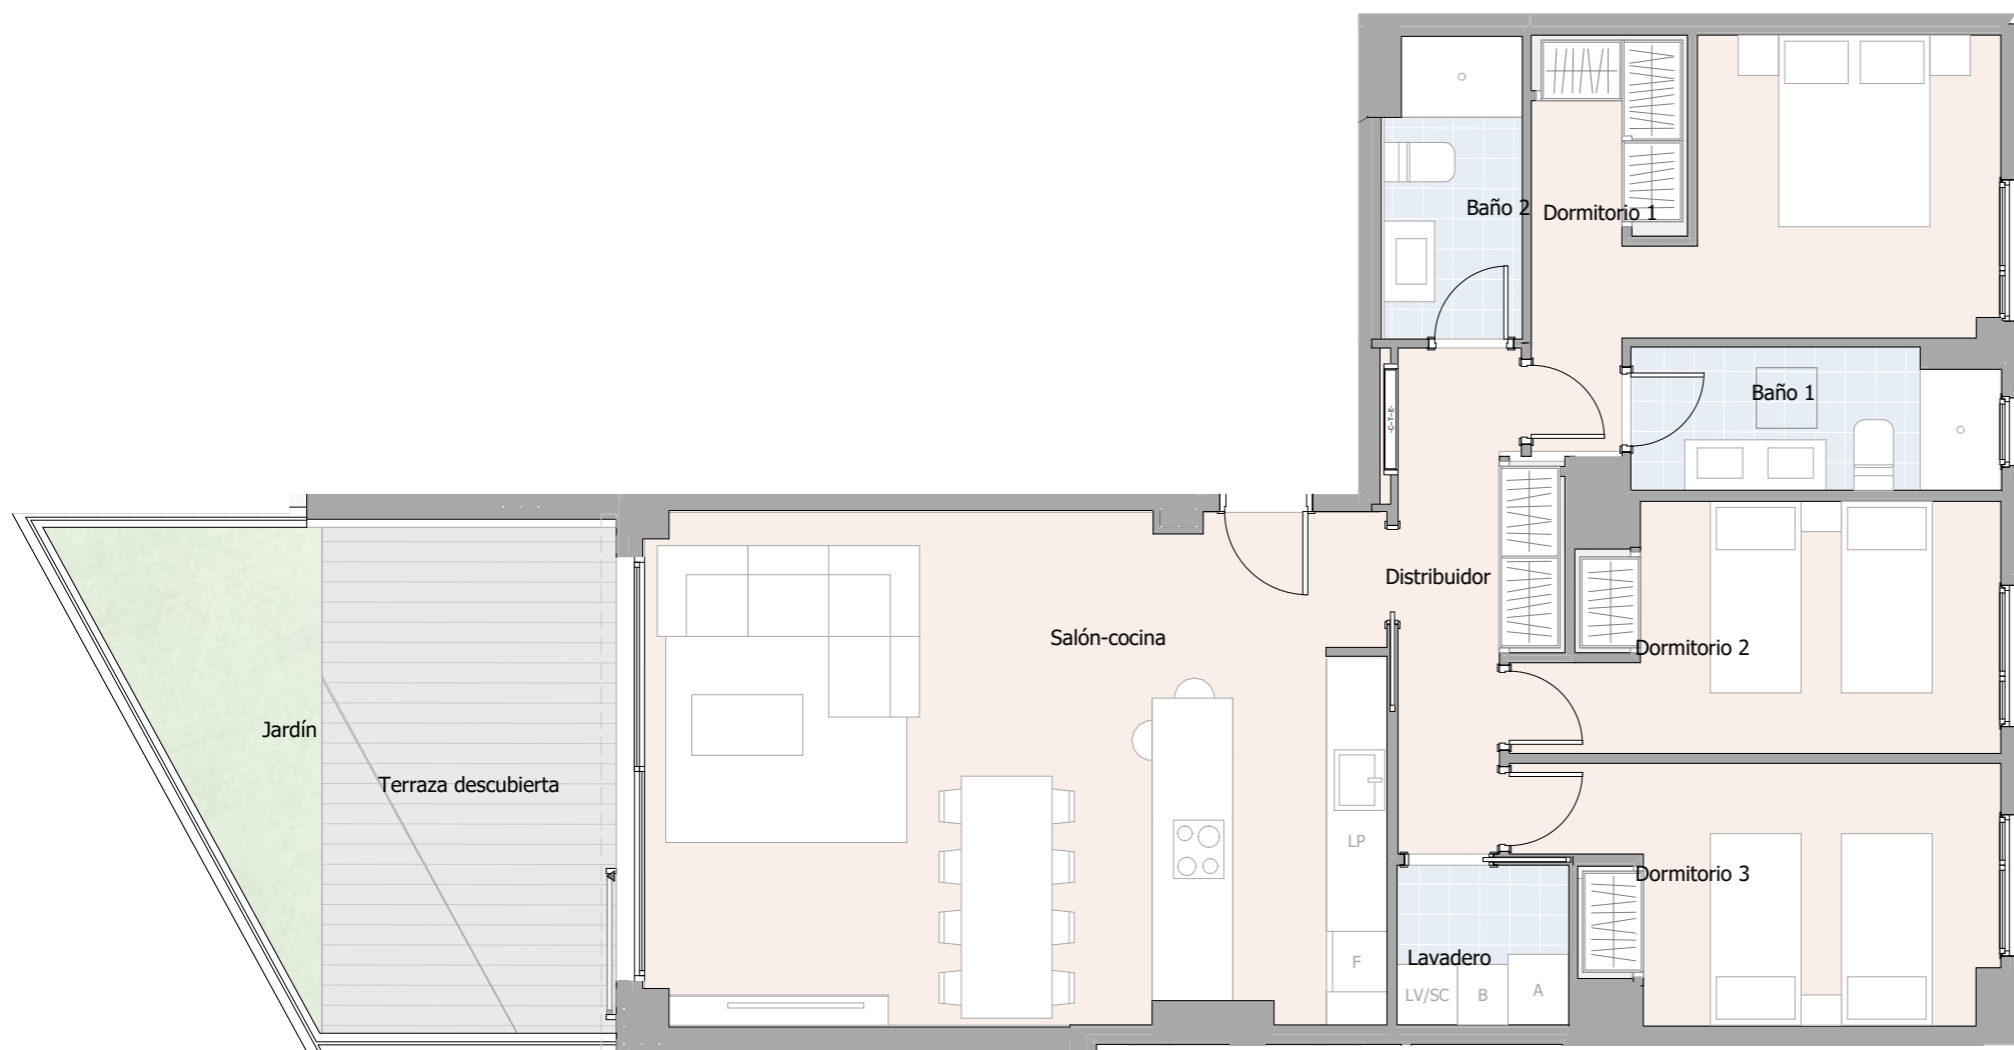 Baño 2
Dormitorio 1
Baño 1
-C-T-E-
Distribuidor
Salón-cocina
Dormitorio 2
Jardín
Terraza descubierta
LP
Dormitorio 3
Lavadero
F
LV/SC
B
A